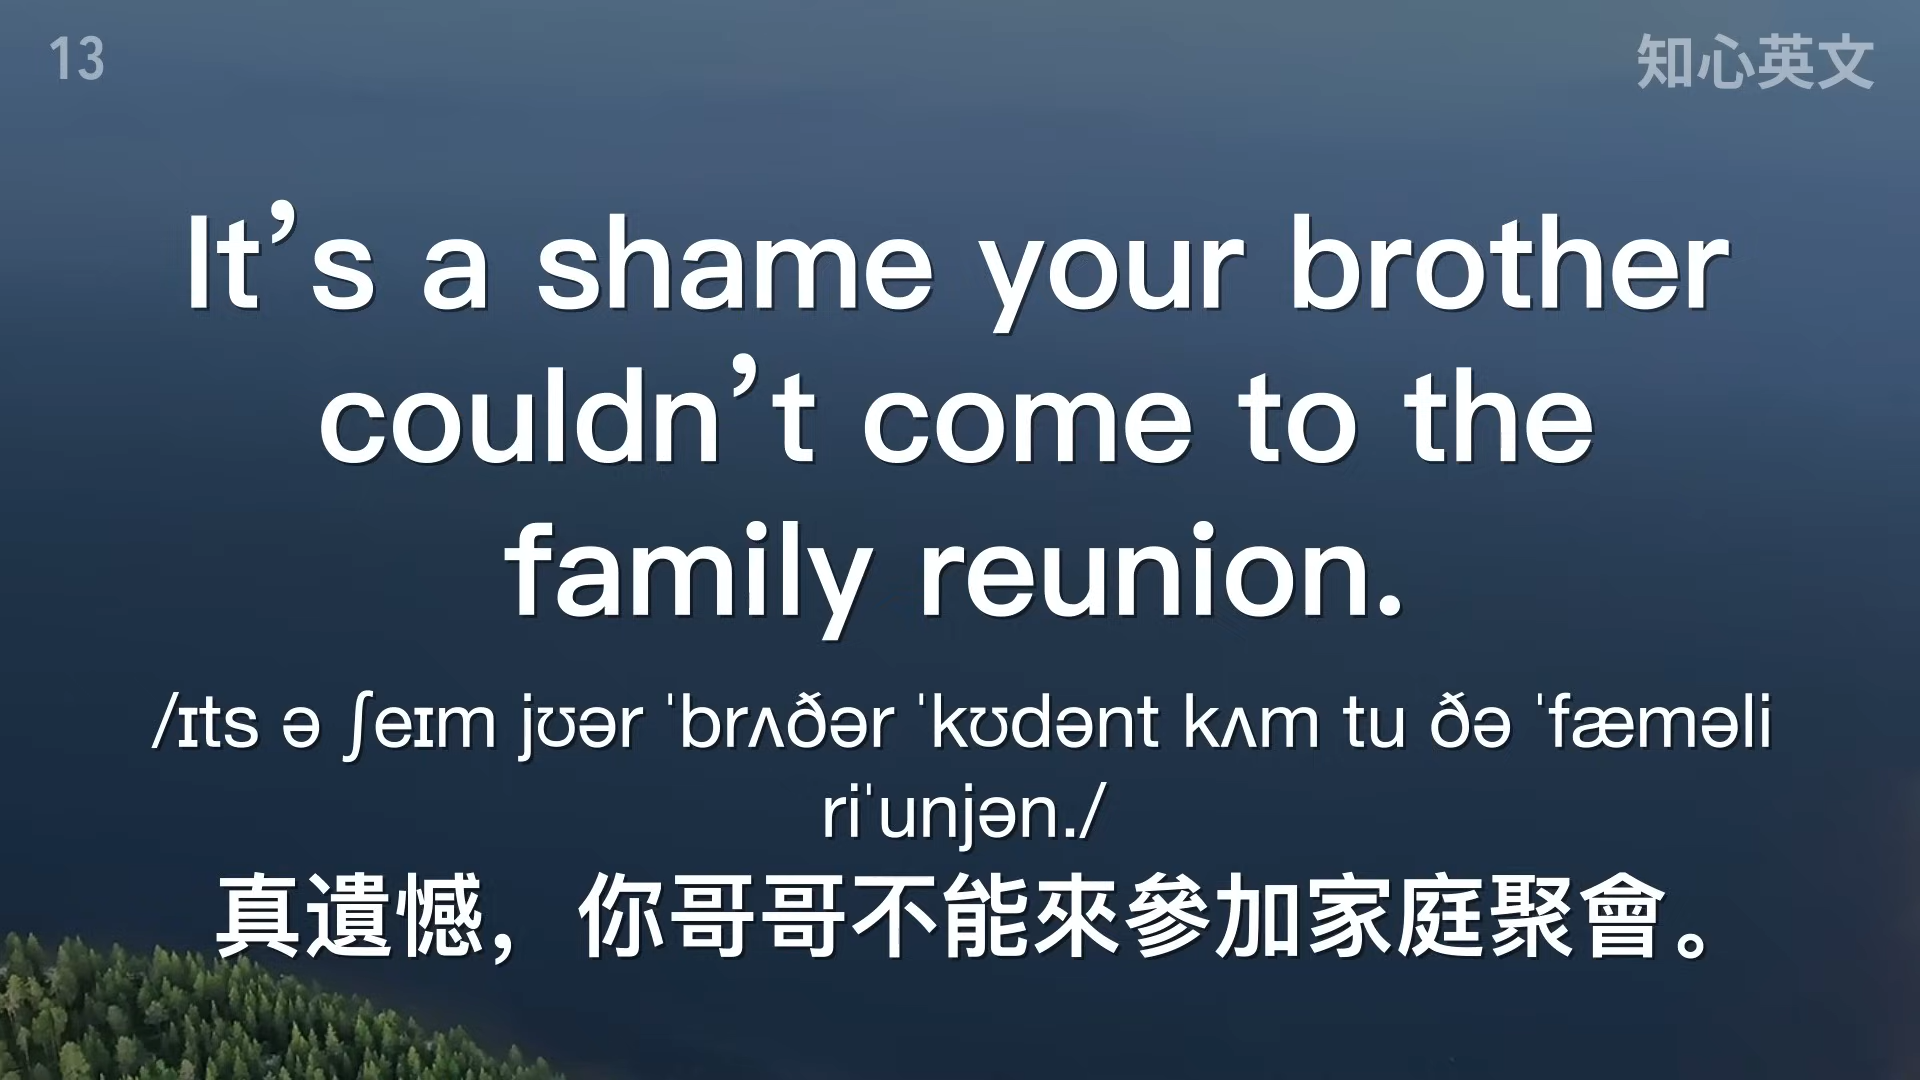 13
知心英文
It’s a shame your brother
couldn’t come to the
family reunion.
/ɪts ə ʃeɪm jʊər ˈbrʌðər ˈkʊdənt kʌm tu ðə ˈfæməli
riˈunjən./
真遺憾，你哥哥不能來參加家庭聚會。